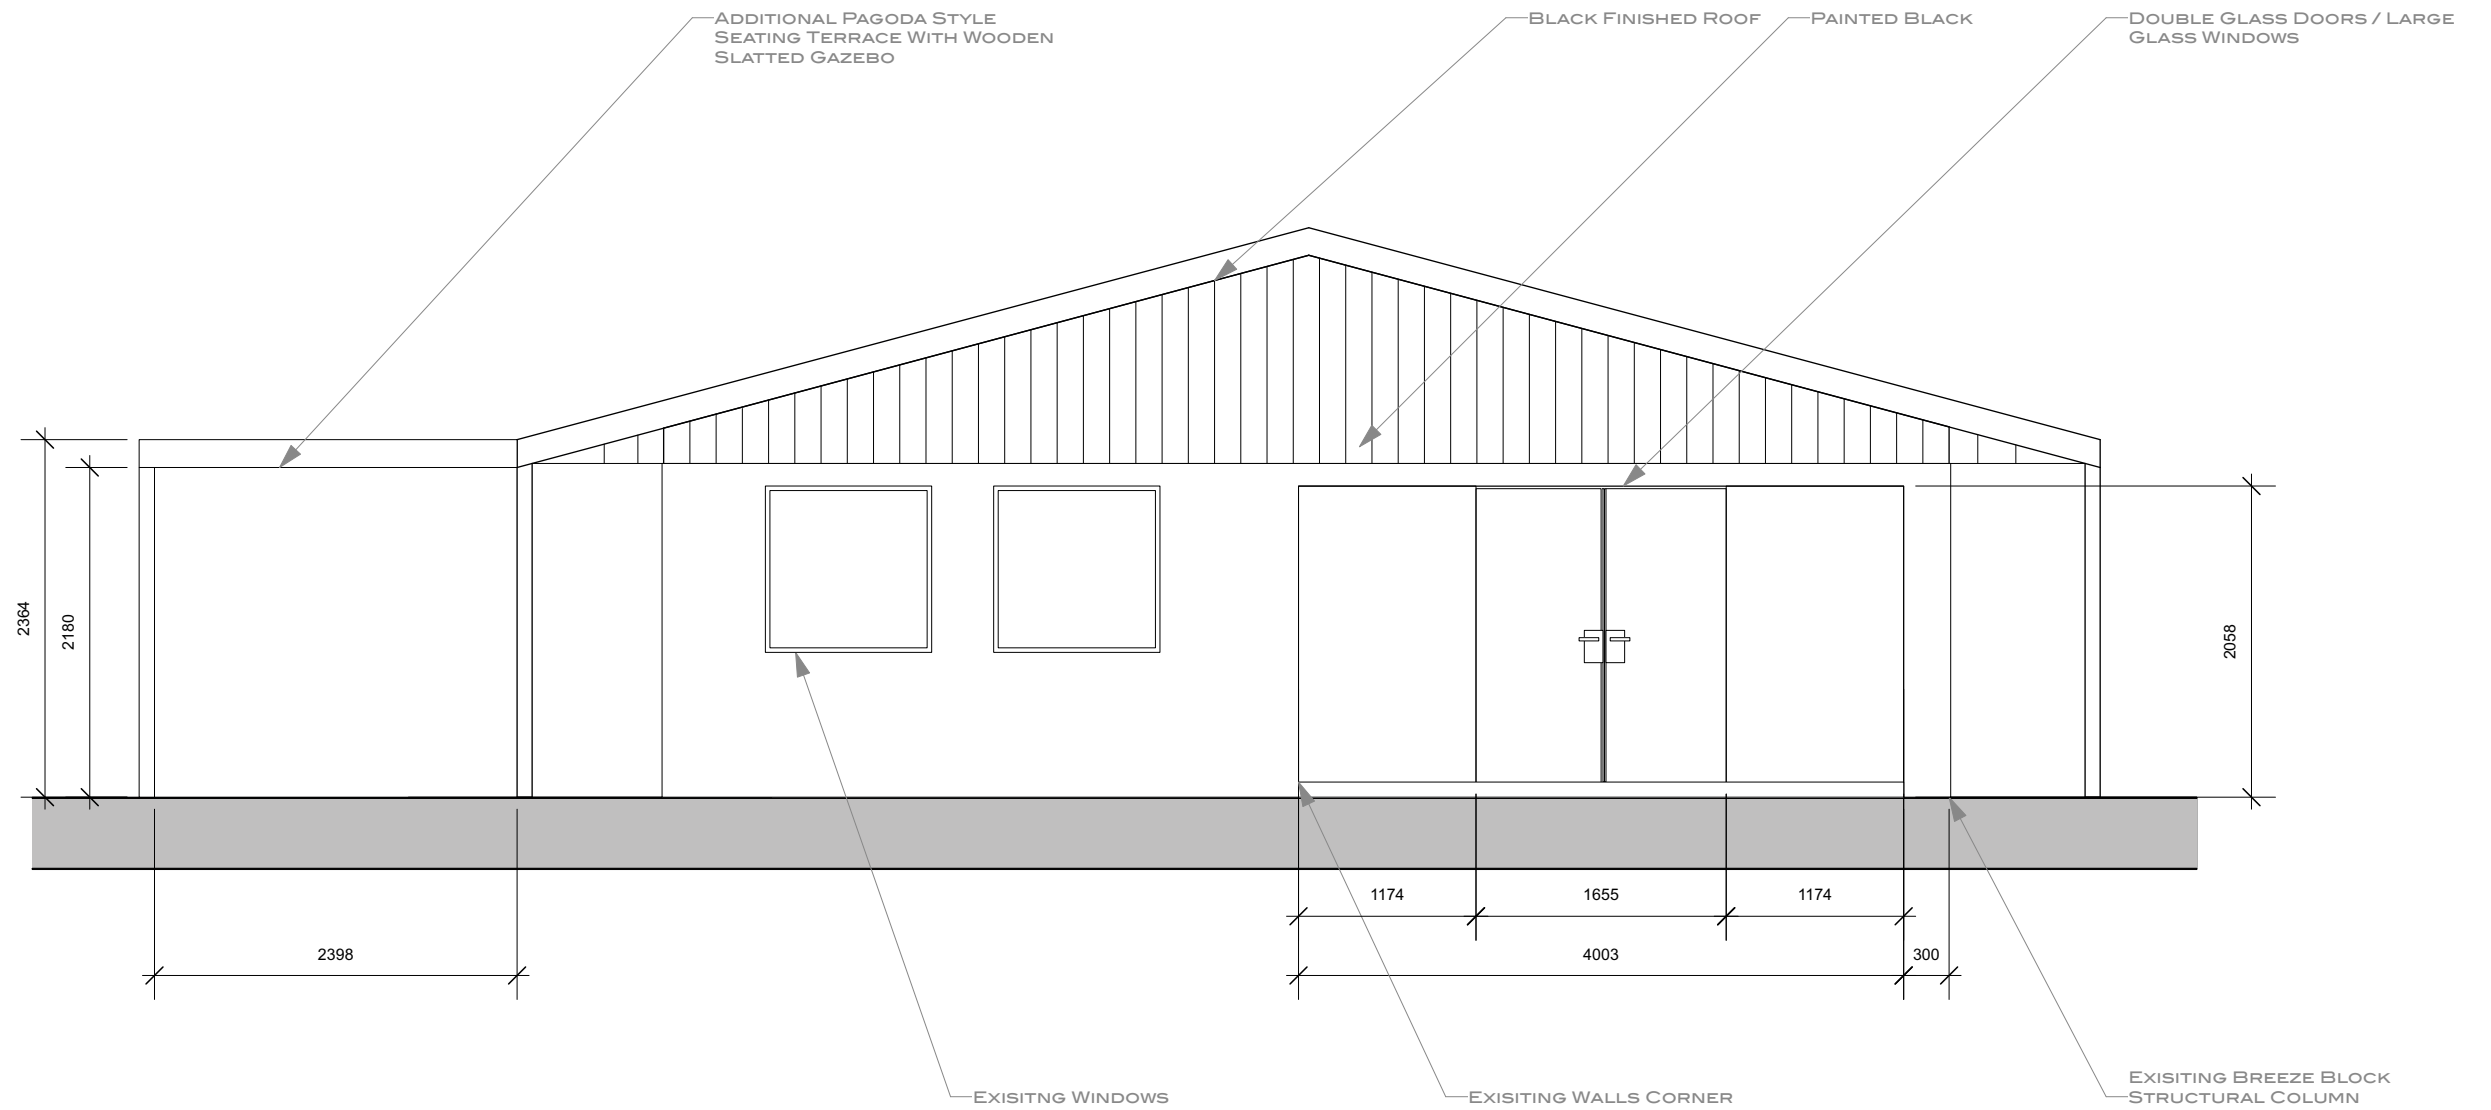 Additional Pagoda Style
Seating Terrace With Wooden
Slatted Gazebo
Black Finished Roof
Painted Black
Double Glass Doors / Large
Glass Windows
2364
2180
2058
1174
1655
1174
2398
4003
300
Exisitng Windows
Exisiting Walls Corner
Exisiting Breeze Block
Structural Column